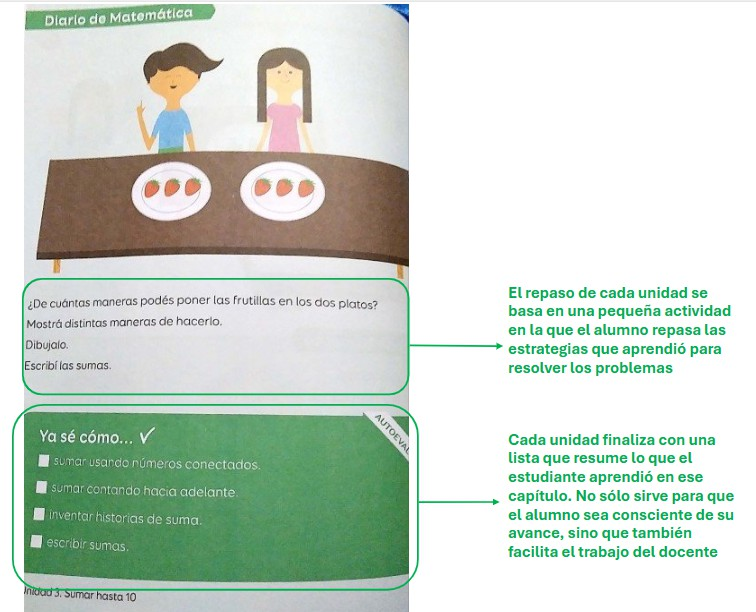 Diario de Matemática
¿De cuántas maneras podés poner las frutillas en los dos platos?
Mostrá distintas maneras de hacerlo.
Dibujalo.
Escribí las sumas.
El repaso de cada unidad se
basa en una pequeña actividad
en la que el alumno repasa las
estrategias que aprendió para
resolver los problemas
Ya sé cómo... ✓
sumar usando números conectados.
sumar contando hacia adelante.
inventar historias de suma.
escribir sumas.
Cada unidad finaliza con una
lista que resume lo que el
estudiante aprendió en ese
capítulo. No sólo sirve para que
el alumno sea consciente de su
avance, sino que también
facilita el trabajo del docente
3. Sumar hasta 10